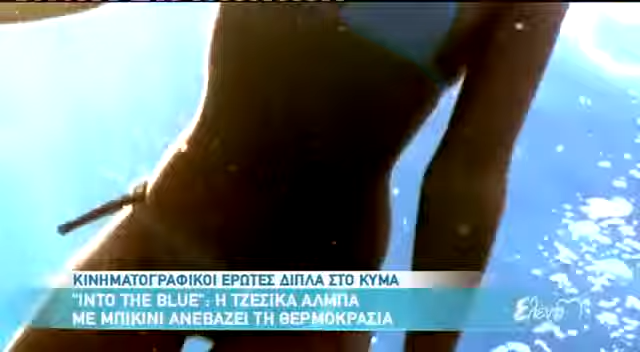 ΚΙΝΗΜΑΤΟΓΡΑΦΙΚΟΙ ΕΡΩΤΕΣ ΔΙΠΛΑ ΣΤΟ ΚΥΜΑ
"INTO THE BLUE": Η ΤΖΕΣΙΚΑ ΑΛΜΠΑ
ΜΕ ΜΠΙΚΙΝΙ ΑΝΕΒΑΖΕΙ ΤΗ ΘΕΡΜΟΚΡΑΣΙΑ